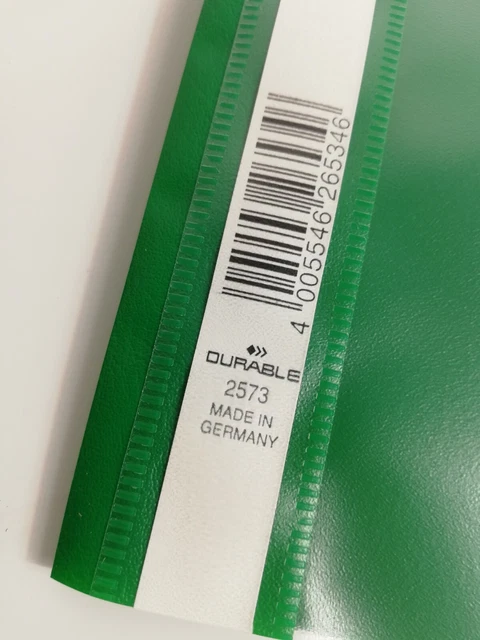 4 005546 265346
DURABLE
2573
MADE IN
GERMANY